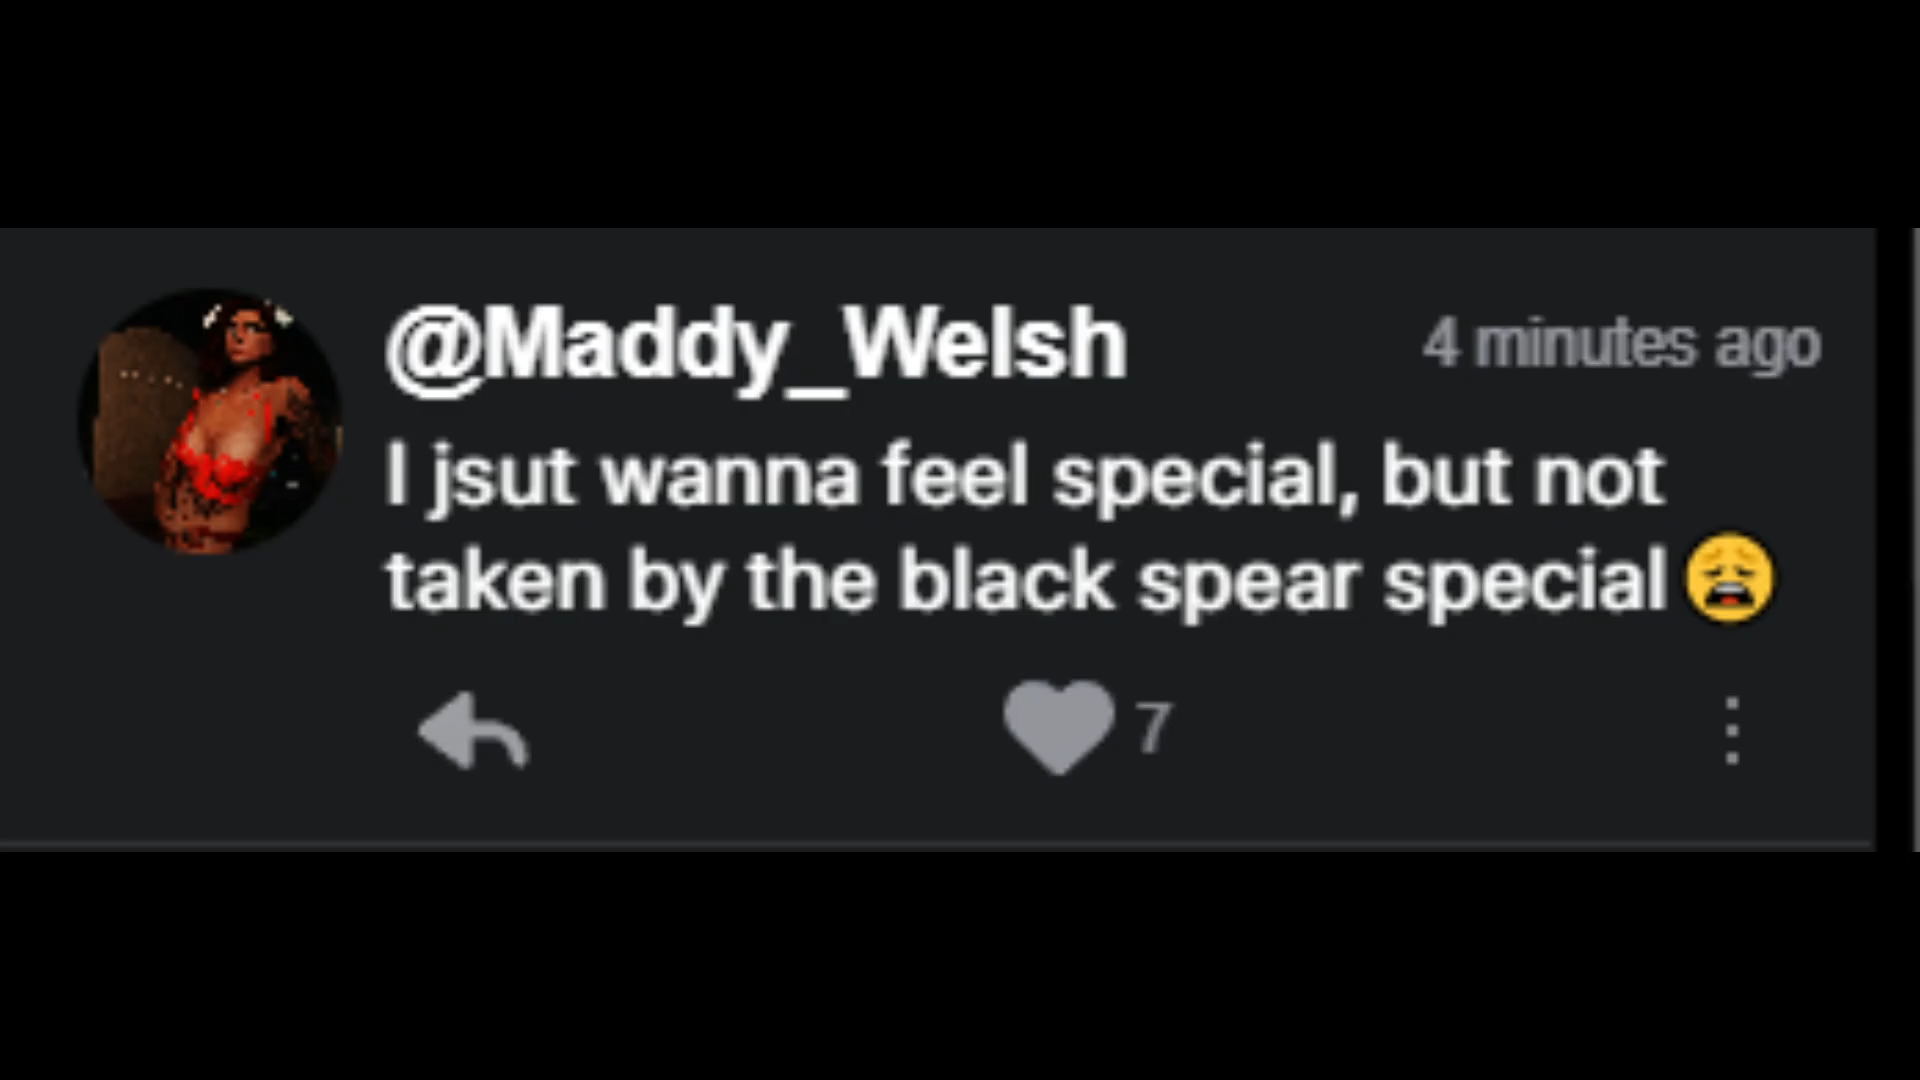 @Maddy_Welsh
4 minutes ago
I jsut wanna feel special, but not
taken by the black spear special 😩
7